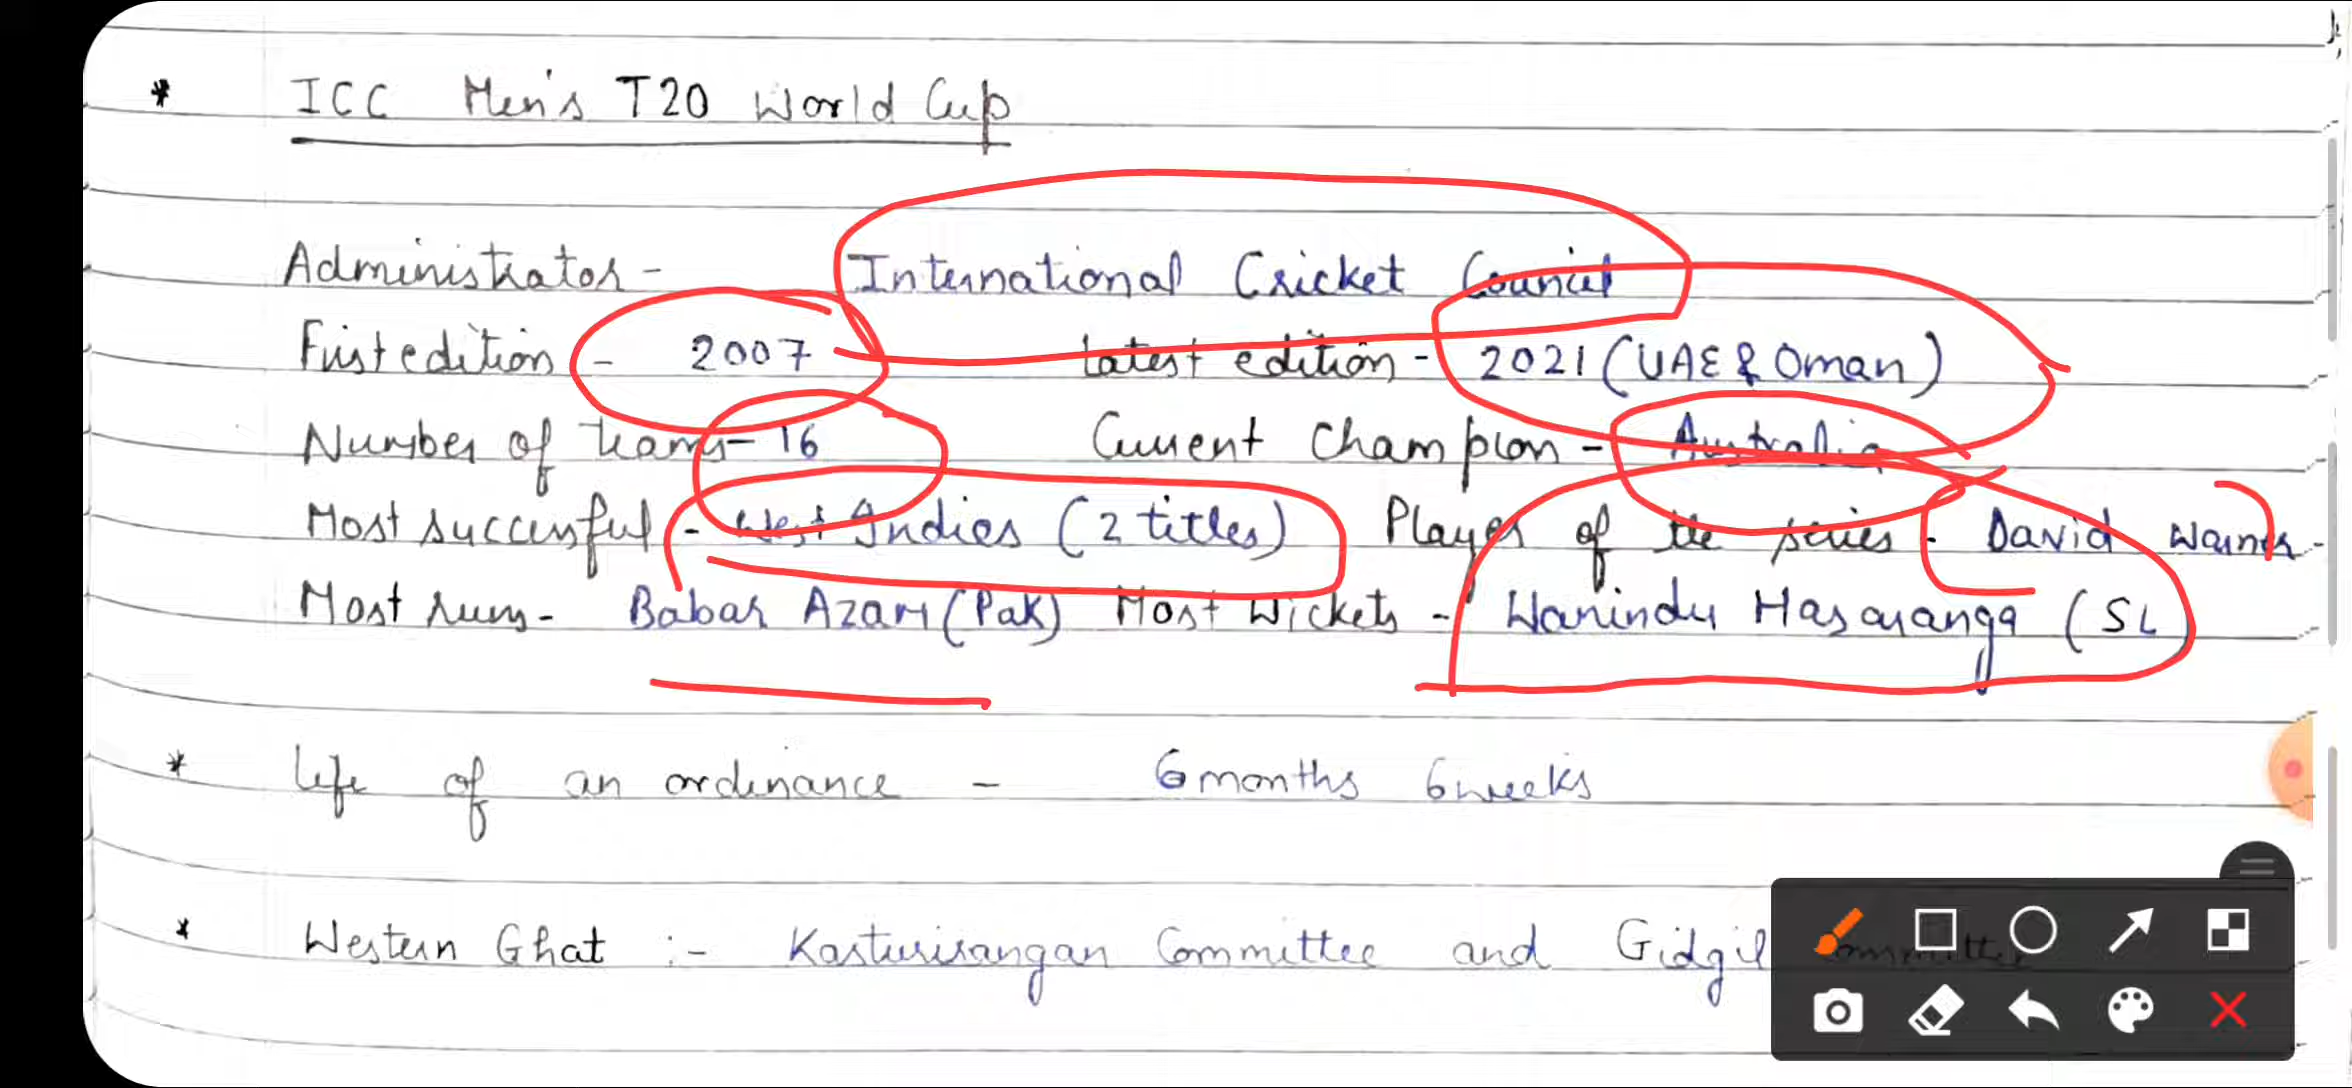 * ICC Men's T20 World Cup
Administrator - International Cricket Council
First edition - 2007 Latest edition - 2021 (UAE & Oman)
Number of teams - 16 Current Champion - Australia
Most successful - West Indies (2 titles) Player of the series - David Warner
Most runs - Babar Azam (Pak) Most Wickets - Wanindu Hasaranga (SL
* Life of an ordinance - 6 months 6 weeks
* Western Ghat :- Kasturirangan Committee and Gidgil Committee